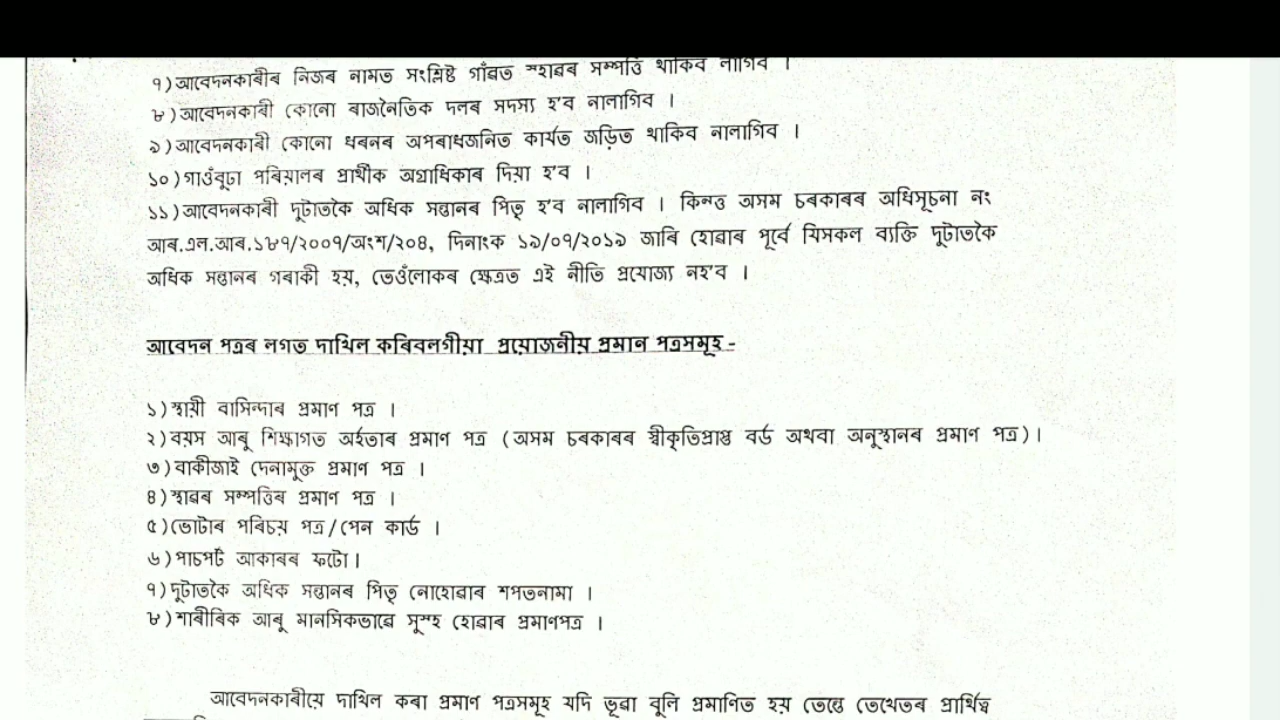 ৭)আবেদনকাৰীৰ নিজৰ নামত সংশ্লিষ্ট গাঁৱত স্হাৱৰ সম্পত্তি থাকিব লাগিব ।
৮)আবেদনকাৰী কোনো ৰাজনৈতিক দলৰ সদস্য হ'ব নালাগিব ।
৯)আবেদনকাৰী কোনো ধৰনৰ অপৰাধজনিত কাৰ্যত জড়িত থাকিব নালাগিব ।
১০)গাওঁবুঢা পৰিয়ালৰ প্ৰাৰ্থীক অগ্ৰাধিকাৰ দিয়া হ'ব ।
১১)আবেদনকাৰী দুটাতকৈ অধিক সন্তানৰ পিতৃ হ'ব নালাগিব । কিন্তু অসম চৰকাৰৰ অধিসূচনা নং
আৰ.এল.আৰ.১৮৭/২০০৭/অংশ/২০৪, দিনাংক ১৯/০৭/২০১৯ জাৰি হোৱাৰ পূৰ্বে যিসকল ব্যক্তি দুটাতকৈ
অধিক সন্তানৰ গৰাকী হয়, তেওঁলোকৰ ক্ষেত্ৰত এই নীতি প্ৰযোজ্য নহ'ব ।
আবেদন পত্ৰৰ লগত দাখিল কৰিবলগীয়া প্ৰয়োজনীয় প্ৰমান পত্ৰসমূহ -
১)স্থায়ী বাসিন্দাৰ প্ৰমাণ পত্ৰ ।
২)বয়স আৰু শিক্ষাগত অৰ্হতাৰ প্ৰমাণ পত্ৰ (অসম চৰকাৰৰ স্বীকৃতিপ্ৰাপ্ত বৰ্ড অথবা অনুস্থানৰ প্ৰমাণ পত্ৰ)।
৩)বাকীজাই দেনামুক্ত প্ৰমাণ পত্ৰ ।
৪)স্থাৱৰ সম্পত্তিৰ প্ৰমাণ পত্ৰ ।
৫)ভোটাৰ পৰিচয় পত্ৰ/পেন কাৰ্ড ।
৬)পাচপৰ্ট আকাৰৰ ফটো।
৭)দুটাতকৈ অধিক সন্তানৰ পিতৃ নোহোৱাৰ শপতনামা ।
৮)শাৰীৰিক আৰু মানসিকভাৱে সুস্হ হোৱাৰ প্ৰমাণপত্ৰ ।
আবেদনকাৰীয়ে দাখিল কৰা প্ৰমাণ পত্ৰসমূহ যদি ভূৱা বুলি প্ৰমাণিত হয় তেন্তে তেখেতৰ প্ৰাৰ্থিত্ব